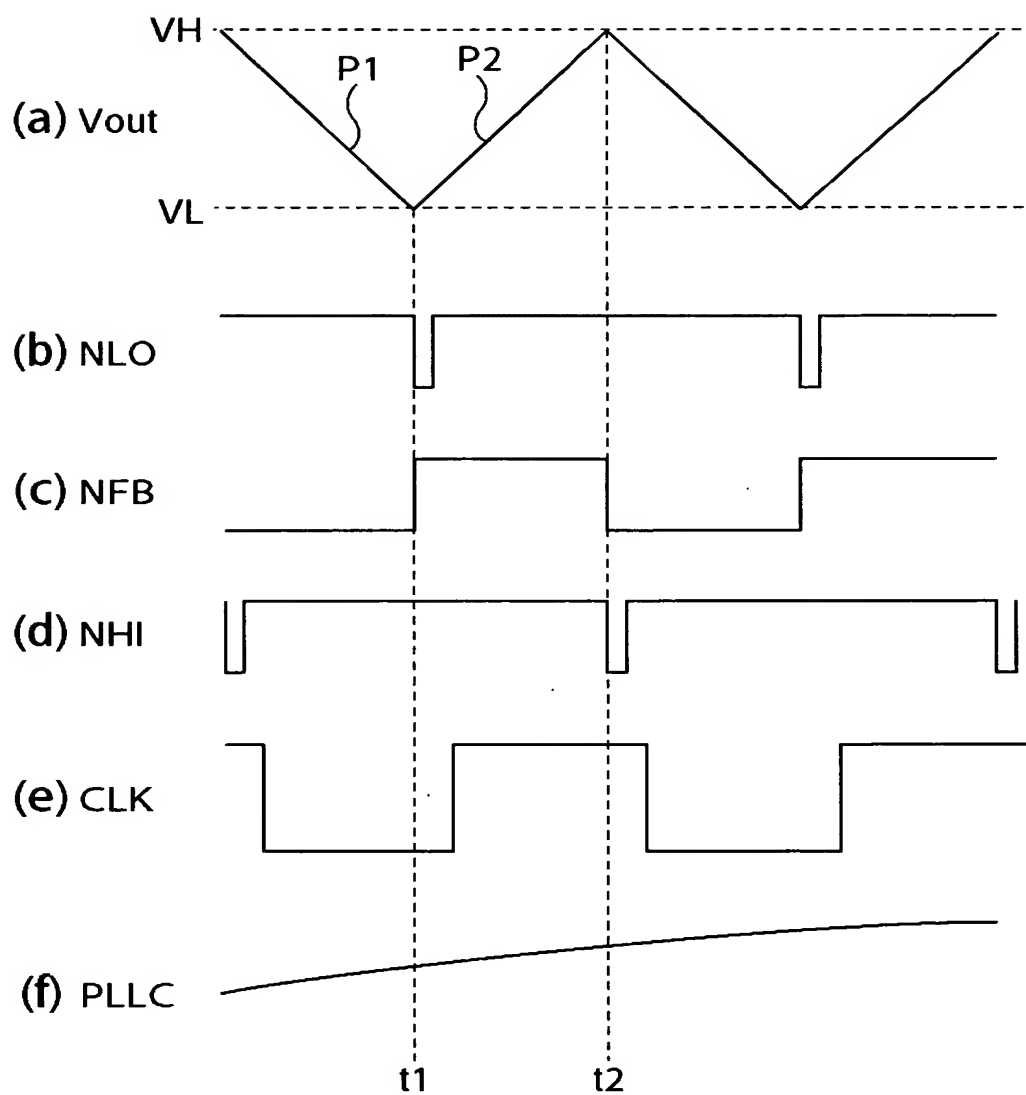 VH
P1
P2
(a) Vout
VL
(b) NLO
(c) NFB
(d) NHI
(e) CLK
(f) PLLC
t1
t2